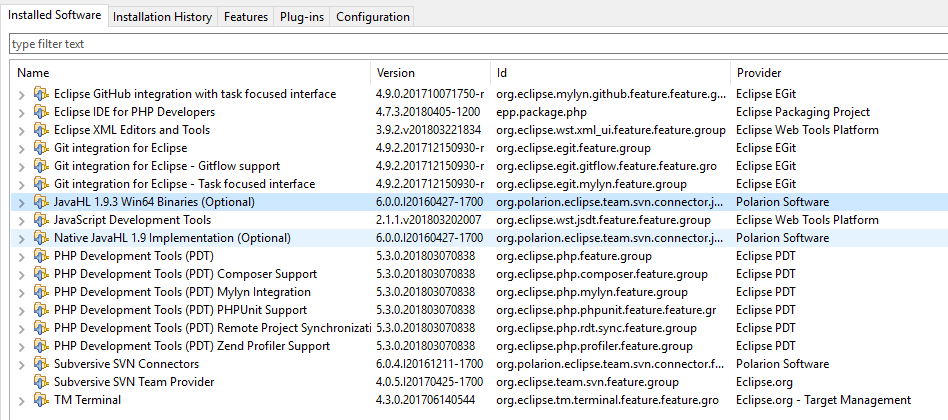 Installed Software Installation History Features Plug-ins Configuration
type filter text
Name Version Id Provider
Eclipse GitHub integration with task focused interface 4.9.0.201710071750-r org.eclipse.mylyn.github.feature.feature.g... Eclipse EGit
Eclipse IDE for PHP Developers 4.7.3.20180405-1200 epp.package.php Eclipse Packaging Project
Eclipse XML Editors and Tools 3.9.2.v201803221834 org.eclipse.wst.xml_ui.feature.feature.group Eclipse Web Tools Platform
Git integration for Eclipse 4.9.2.201712150930-r org.eclipse.egit.feature.group Eclipse EGit
Git integration for Eclipse - Gitflow support 4.9.2.201712150930-r org.eclipse.egit.gitflow.feature.feature.gro Eclipse EGit
Git integration for Eclipse - Task focused interface 4.9.2.201712150930-r org.eclipse.egit.mylyn.feature.group Eclipse EGit
JavaHL 1.9.3 Win64 Binaries (Optional) 6.0.0.I20160427-1700 org.polarion.eclipse.team.svn.connector.j... Polarion Software
JavaScript Development Tools 2.1.1.v201803202007 org.eclipse.wst.jsdt.feature.feature.group Eclipse Web Tools Platform
Native JavaHL 1.9 Implementation (Optional) 6.0.0.I20160427-1700 org.polarion.eclipse.team.svn.connector.j... Polarion Software
PHP Development Tools (PDT) 5.3.0.201803070838 org.eclipse.php.feature.group Eclipse PDT
PHP Development Tools (PDT) Composer Support 5.3.0.201803070838 org.eclipse.php.composer.feature.group Eclipse PDT
PHP Development Tools (PDT) Mylyn Integration 5.3.0.201803070838 org.eclipse.php.mylyn.feature.group Eclipse PDT
PHP Development Tools (PDT) PHPUnit Support 5.3.0.201803070838 org.eclipse.php.phpunit.feature.feature.gr Eclipse PDT
PHP Development Tools (PDT) Remote Project Synchronizati 5.3.0.201803070838 org.eclipse.php.rdt.sync.feature.group Eclipse PDT
PHP Development Tools (PDT) Zend Profiler Support 5.3.0.201803070838 org.eclipse.php.profiler.feature.group Eclipse PDT
Subversive SVN Connectors 6.0.4.I20161211-1700 org.polarion.eclipse.team.svn.connector.f... Polarion Software
Subversive SVN Team Provider 4.0.5.I20170425-1700 org.eclipse.team.svn.feature.group Eclipse.org
TM Terminal 4.3.0.201706140544 org.eclipse.tm.terminal.feature.feature.gro Eclipse.org - Target Management